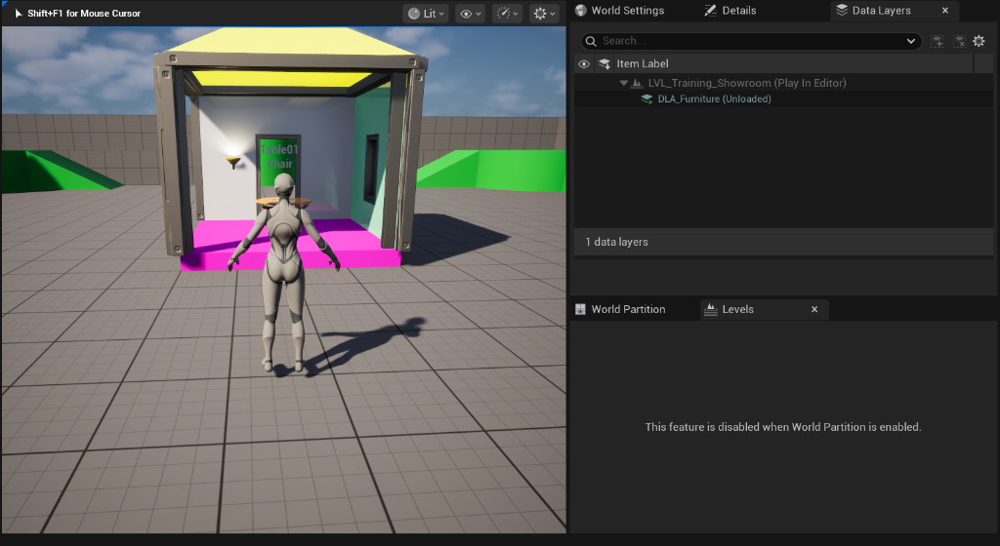 Shift+F1 for Mouse Cursor
Lit
World Settings
Details
Data Layers
Search...
Item Label
LVL_Training_Showroom (Play In Editor)
DLA_Furniture (Unloaded)
Table01
Chair
1 data layers
World Partition
Levels
This feature is disabled when World Partition is enabled.